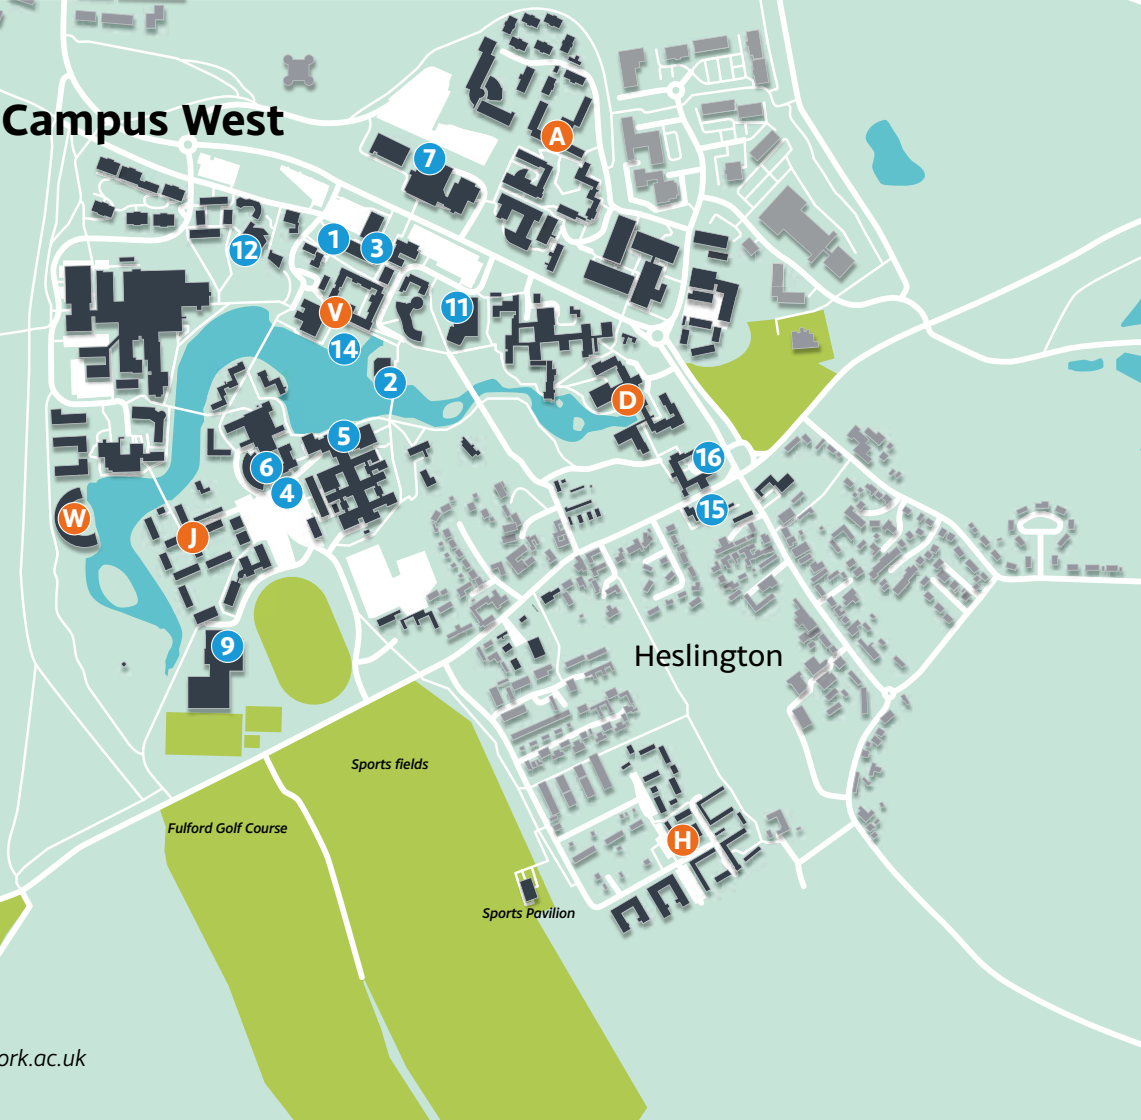 Campus West
A
7
1
3
12
V
11
14
2
D
5
6
16
4
15
W
J
9
Heslington
Sports fields
Fulford Golf Course
H
Sports Pavilion
ork.ac.uk